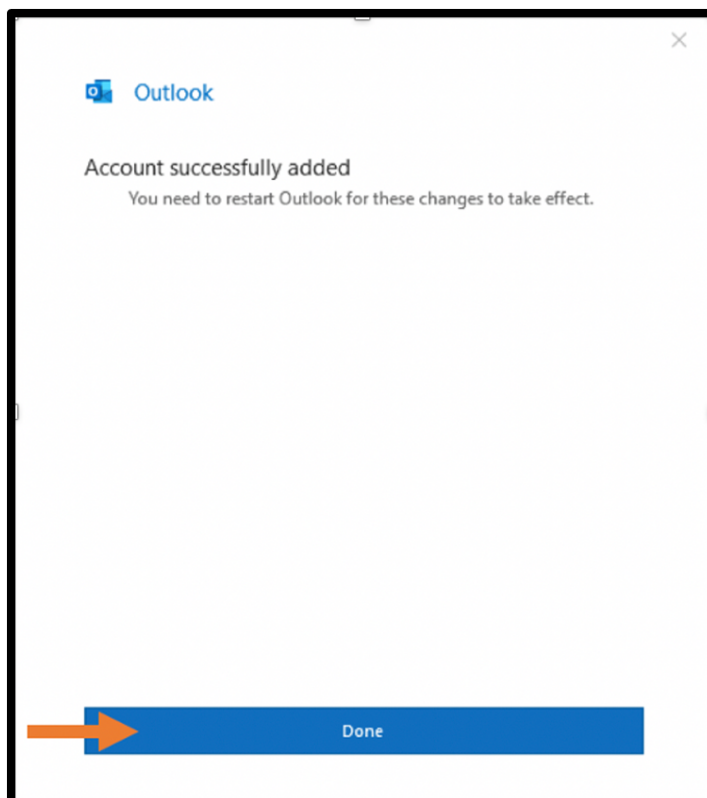 Outlook
Account successfully added
You need to restart Outlook for these changes to take effect.
Done